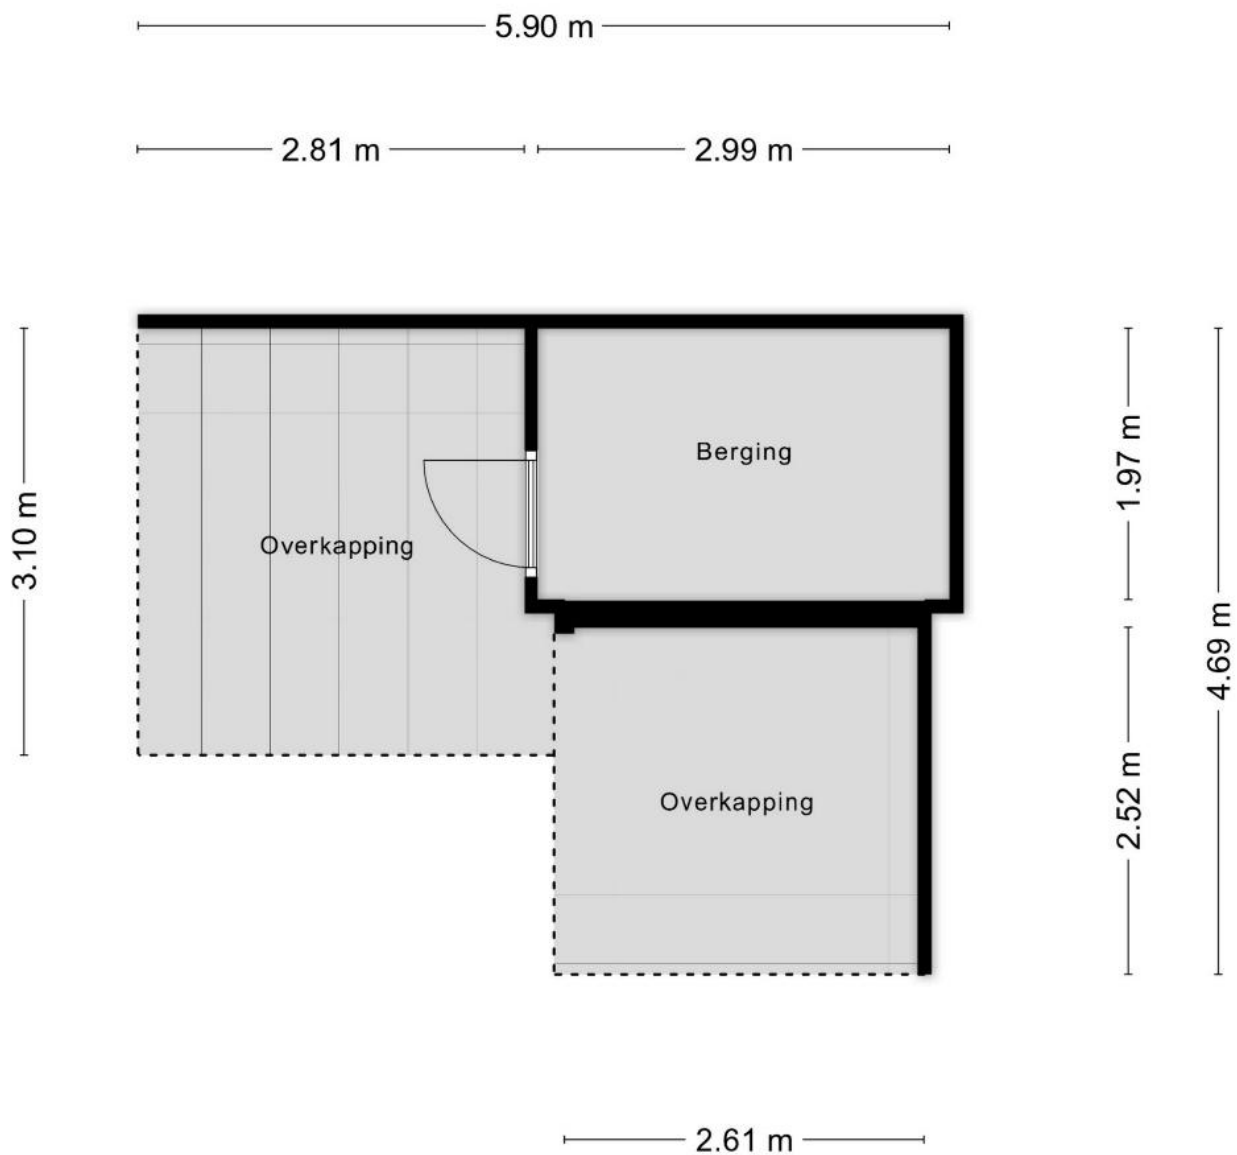 5.90 m
2.81 m
2.99 m
Berging
1.97 m
3.10 m
Overkapping
4.69 m
2.52 m
Overkapping
2.61 m